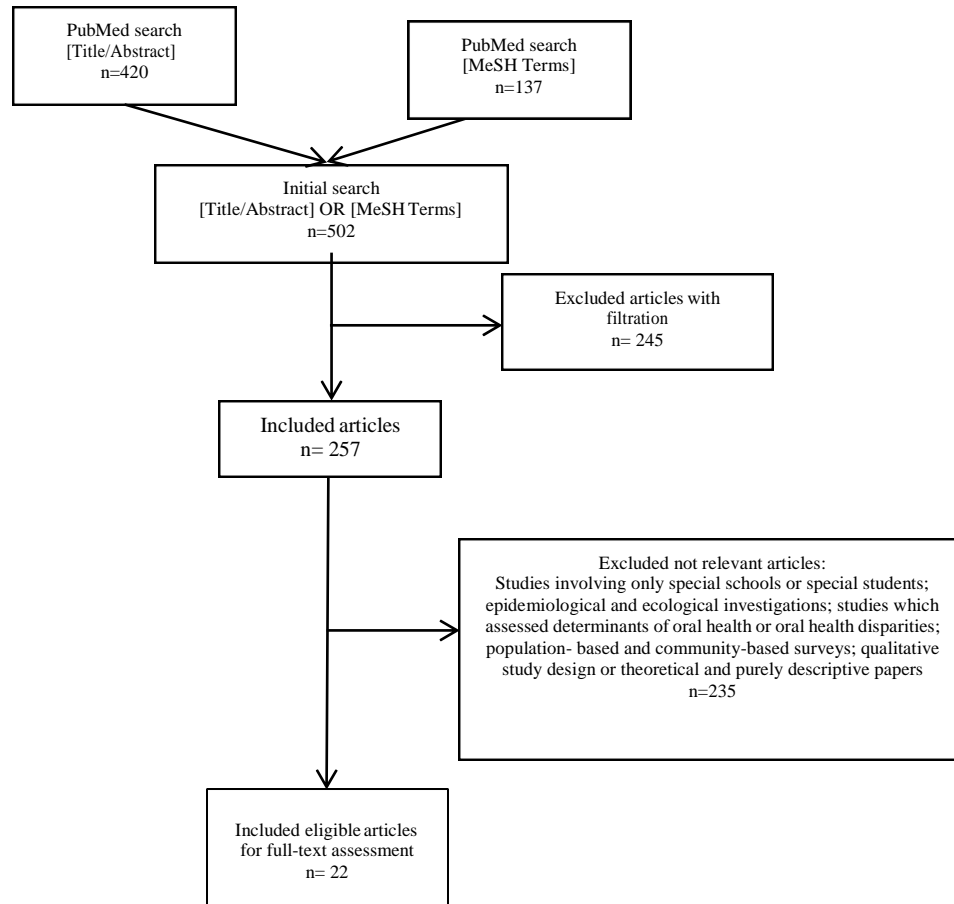 PubMed search
[Title/Abstract]
n=420
PubMed search
[MeSH Terms]
n=137
Initial search
[Title/Abstract] OR [MeSH Terms]
n=502
Excluded articles with
filtration
n= 245
Included articles
n= 257
Excluded not relevant articles:
Studies involving only special schools or special students;
epidemiological and ecological investigations; studies which
assessed determinants of oral health or oral health disparities;
population- based and community-based surveys; qualitative
study design or theoretical and purely descriptive papers
n=235
Included eligible articles
for full-text assessment
n= 22